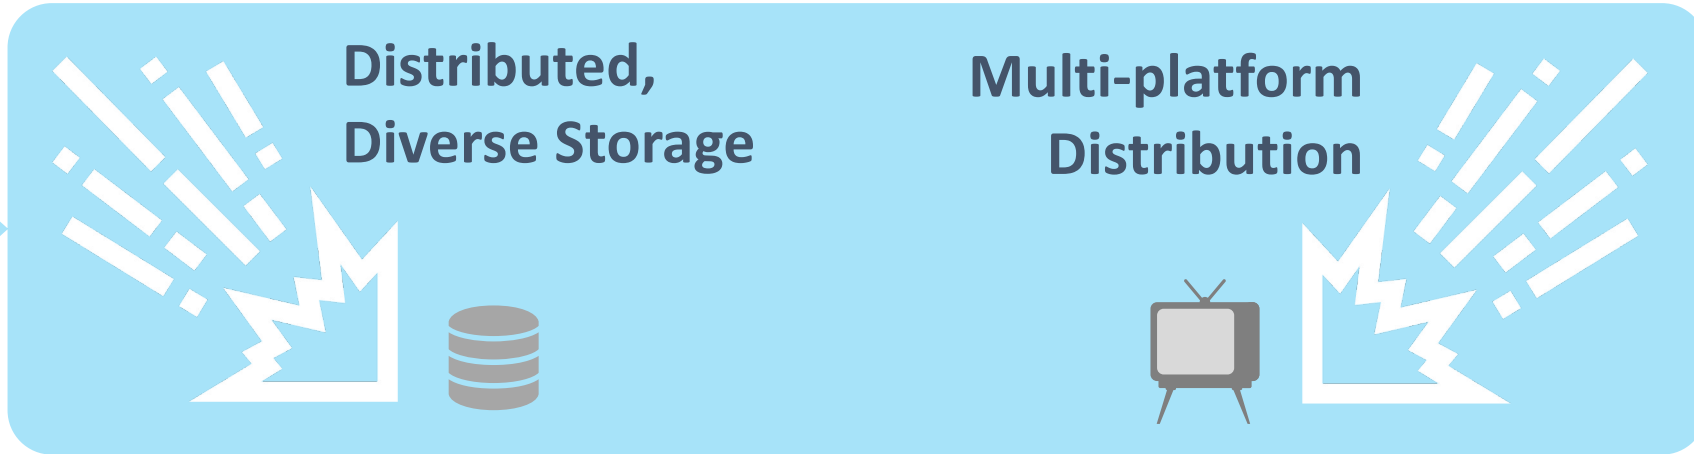 Distributed,
Diverse Storage
Multi-platform
Distribution